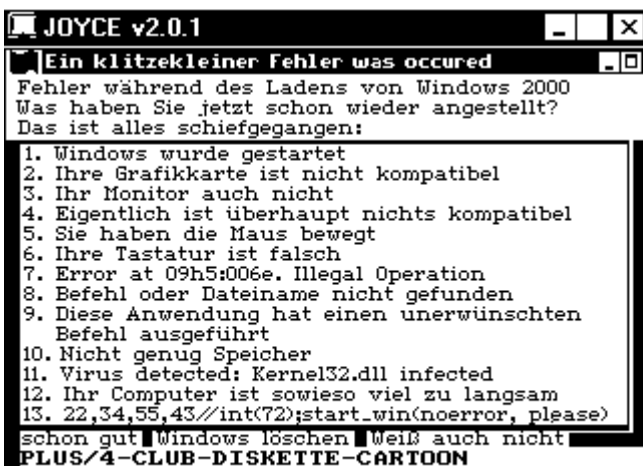 JOYCE v2.0.1
Ein klitzekleiner Fehler was occured
Fehler während des Ladens von Windows 2000
Was haben Sie jetzt schon wieder angestellt?
Das ist alles schiefgegangen:
1. Windows wurde gestartet
2. Ihre Grafikkarte ist nicht kompatibel
3. Ihr Monitor auch nicht
4. Eigentlich ist überhaupt nichts kompatibel
5. Sie haben die Maus bewegt
6. Ihre Tastatur ist falsch
7. Error at 09h5:006e. Illegal Operation
8. Befehl oder Dateiname nicht gefunden
9. Diese Anwendung hat einen unerwünschten
Befehl ausgeführt
10. Nicht genug Speicher
11. Virus detected: Kernel32.dll infected
12. Ihr Computer ist sowieso viel zu langsam
13. 22,34,55,43//int(72);start_win(noerror, please)
schon gut Windows löschen Weiß auch nicht
PLUS/4-CLUB-DISKETTE-CARTOON